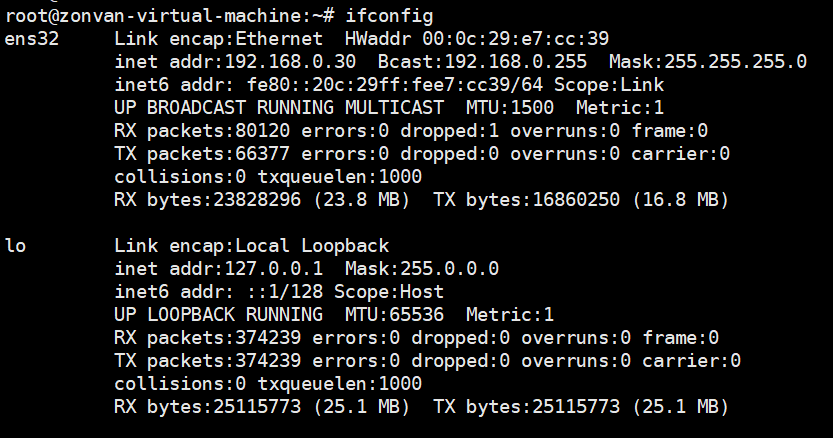 root@zonvan-virtual-machine:~# ifconfig
ens32     Link encap:Ethernet  HWaddr 00:0c:29:e7:cc:39
          inet addr:192.168.0.30  Bcast:192.168.0.255  Mask:255.255.255.0
          inet6 addr: fe80::20c:29ff:fee7:cc39/64 Scope:Link
          UP BROADCAST RUNNING MULTICAST  MTU:1500  Metric:1
          RX packets:80120 errors:0 dropped:1 overruns:0 frame:0
          TX packets:66377 errors:0 dropped:0 overruns:0 carrier:0
          collisions:0 txqueuelen:1000
          RX bytes:23828296 (23.8 MB)  TX bytes:16860250 (16.8 MB)

lo        Link encap:Local Loopback
          inet addr:127.0.0.1  Mask:255.0.0.0
          inet6 addr: ::1/128 Scope:Host
          UP LOOPBACK RUNNING  MTU:65536  Metric:1
          RX packets:374239 errors:0 dropped:0 overruns:0 frame:0
          TX packets:374239 errors:0 dropped:0 overruns:0 carrier:0
          collisions:0 txqueuelen:1000
          RX bytes:25115773 (25.1 MB)  TX bytes:25115773 (25.1 MB)